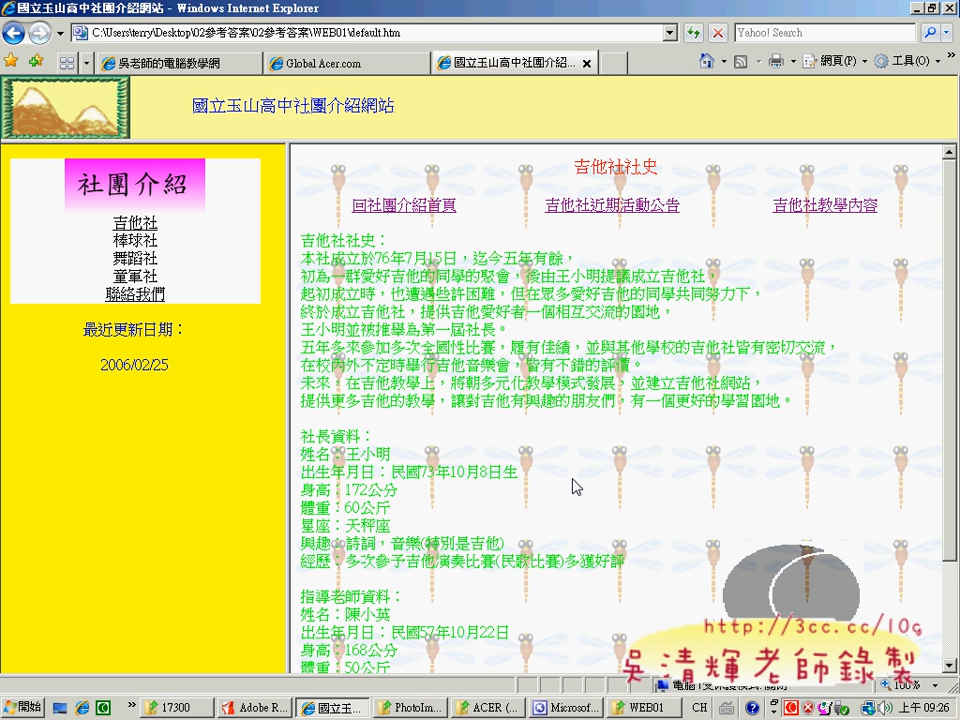 國立玉山高中社團介紹網站 - Windows Internet Explorer
C:\Users\terry\Desktop\02參考答案\02參考答案\WEB01\default.htm
Yahoo! Search
吳老師的電腦教學網
Global Acer.com
國立玉山高中社團介紹...
網頁(P)
工具(O)
國立玉山高中社團介紹網站
社團介紹
吉他社
棒球社
舞蹈社
童軍社
聯絡我們
最近更新日期：
2006/02/25
吉他社社史
回社團介紹首頁
吉他社近期活動公告
吉他社教學內容
吉他社社史：
本社成立於76年7月15日，迄今五年有餘，
初為一群愛好吉他的同學的聚會，後由王小明提議成立吉他社，
起初成立時，也遭遇些許困難，但在眾多愛好吉他的同學共同努力下，
終於成立吉他社，提供吉他愛好者一個相互交流的園地，
王小明並被推舉為第一屆社長。
五年多來參加多次全國性比賽，履有佳績，並與其他學校的吉他社皆有密切交流，
在校內外不定時舉行吉他音樂會，皆有不錯的評價。
未來，在吉他教學上，將朝多元化教學模式發展，並建立吉他社網站，
提供更多吉他的教學，讓對吉他有興趣的朋友們，有一個更好的學習園地。
社長資料：
姓名：王小明
出生年月日：民國73年10月8日生
身高：172公分
體重：60公斤
星座：天秤座
興趣：詩詞，音樂(特別是吉他)
經歷：多次參予吉他演奏比賽(民歌比賽)多獲好評
指導老師資料：
姓名：陳小英
出生年月日：民國57年10月22日
身高：168公分
體重：50公斤
http://3cc.cc/10g
吳清輝老師錄製
100%
開始
17300
Adobe R...
國立玉...
PhotoIm...
ACER (...
Microsof...
WEB01
CH
上午 09:26